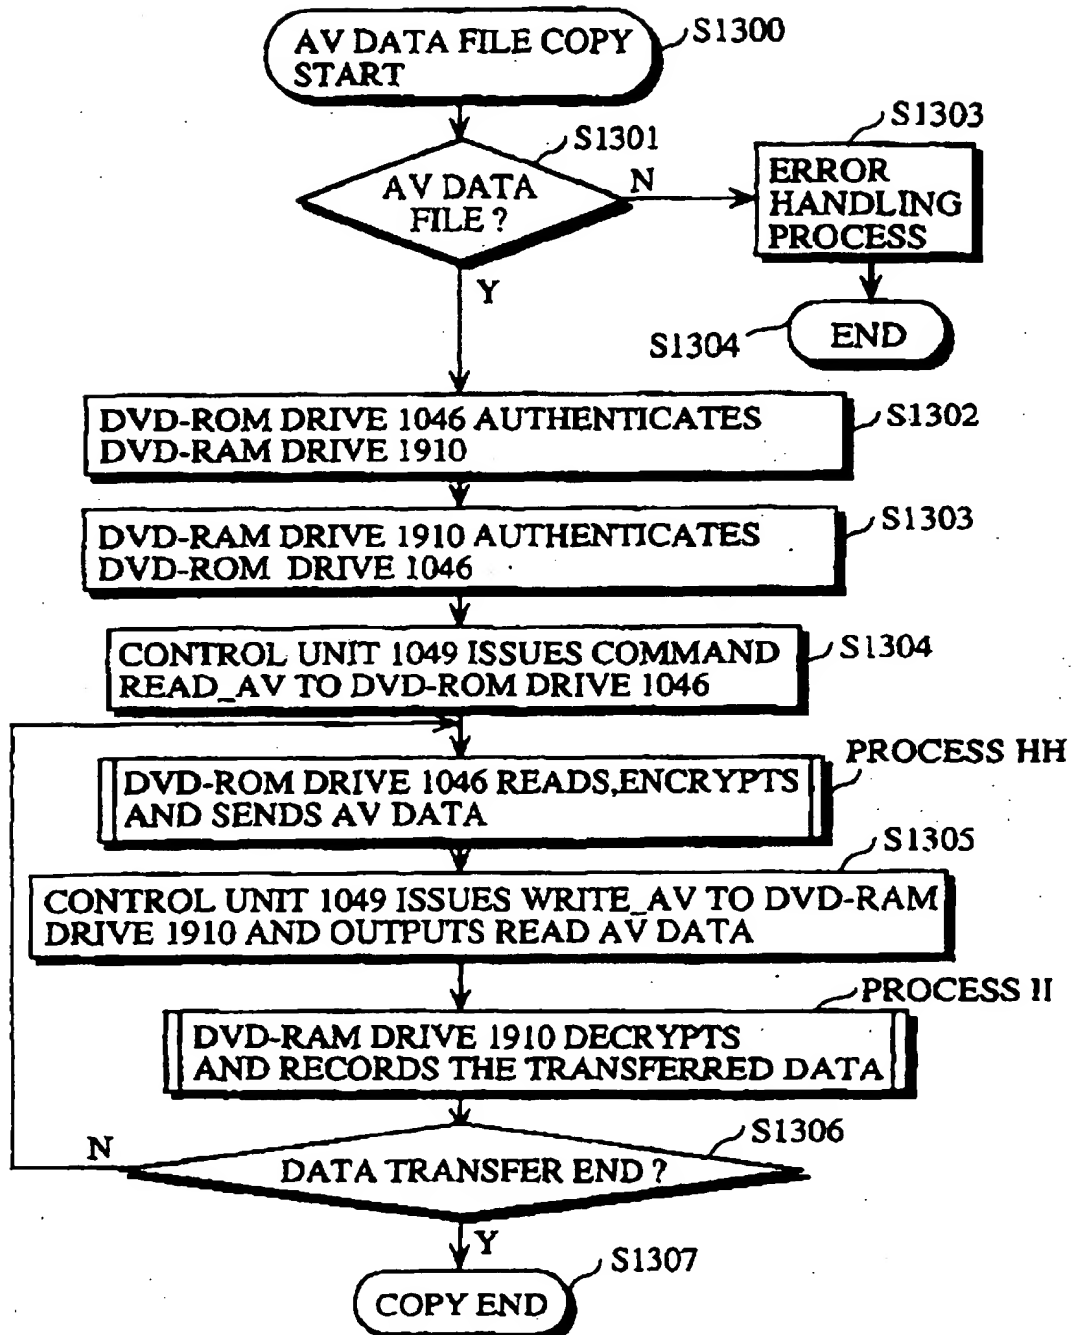 AV DATA FILE COPY
START
S1300
S1301
AV DATA
FILE ?
N
Y
S1303
ERROR
HANDLING
PROCESS
S1304
END
DVD-ROM DRIVE 1046 AUTHENTICATES
DVD-RAM DRIVE 1910
S1302
DVD-RAM DRIVE 1910 AUTHENTICATES
DVD-ROM DRIVE 1046
S1303
CONTROL UNIT 1049 ISSUES COMMAND
READ_AV TO DVD-ROM DRIVE 1046
S1304
PROCESS HH
DVD-ROM DRIVE 1046 READS,ENCRYPTS
AND SENDS AV DATA
S1305
CONTROL UNIT 1049 ISSUES WRITE_AV TO DVD-RAM
DRIVE 1910 AND OUTPUTS READ AV DATA
PROCESS II
DVD-RAM DRIVE 1910 DECRYPTS
AND RECORDS THE TRANSFERRED DATA
S1306
N
DATA TRANSFER END ?
Y
S1307
COPY END